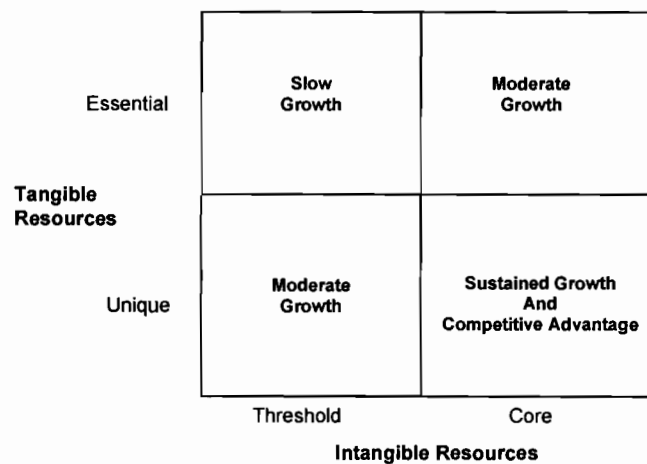 Essential
Slow
Growth
Moderate
Growth
Tangible
Resources
Unique
Moderate
Growth
Sustained Growth
And
Competitive Advantage
Threshold
Core
Intangible Resources